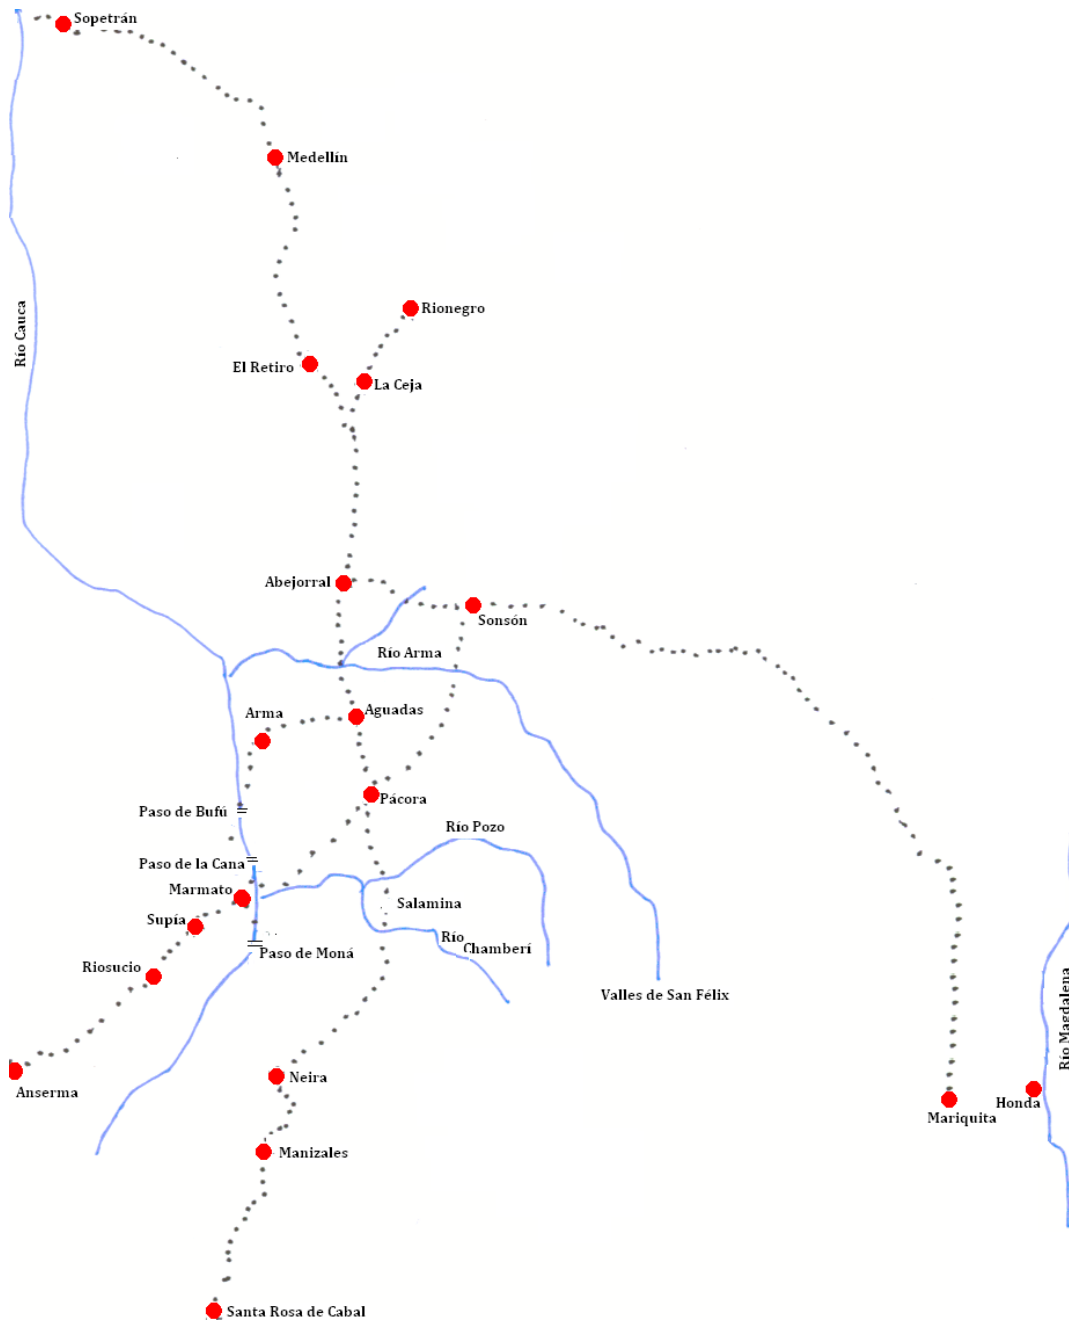 Sopetrán
Medellín
Rionegro
Río Cauca
El Retiro
La Ceja
Abejorral
Sonsón
Río Arma
Arma
Aguadas
Pácora
Paso de Bufú
Río Pozo
Paso de la Cana
Marmato
Salamina
Supía
Río
Chamberí
Paso de Moná
Riosucio
Valles de San Félix
Río Magdalena
Neira
Anserma
Honda
Mariquita
Manizales
Santa Rosa de Cabal